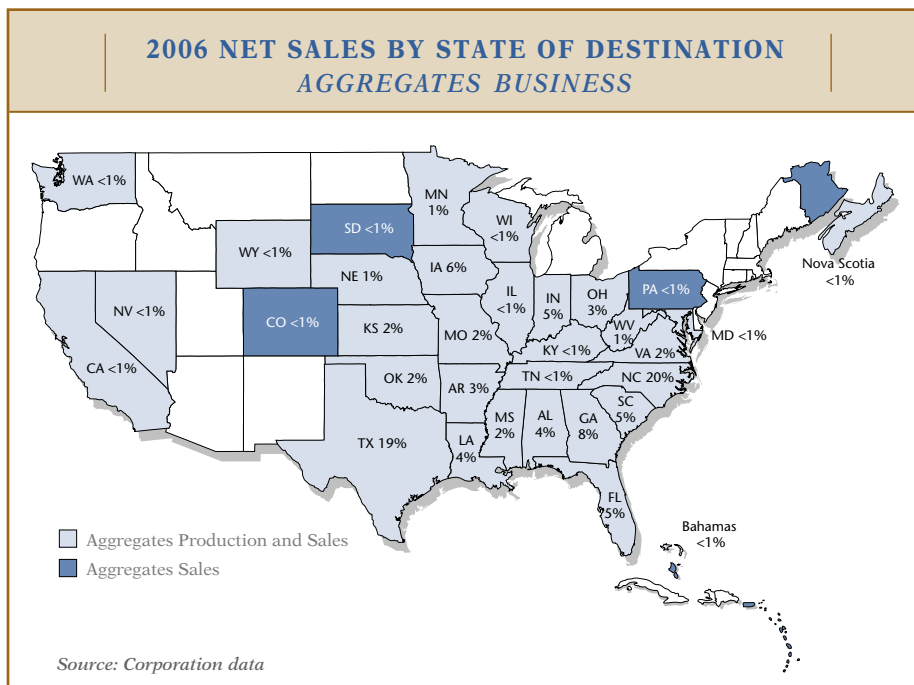 2006 NET SALES BY STATE OF DESTINATION
AGGREGATES BUSINESS
WA <1%
MN
1%
WI
<1%
SD <1%
WY <1%
Nova Scotia
<1%
NE 1%
IA 6%
IL
<1%
IN
5%
OH
3%
PA <1%
NV <1%
CO <1%
KS 2%
MO 2%
WV
1%
MD <1%
KY <1%
VA 2%
CA <1%
OK 2%
AR 3%
TN <1%
NC 20%
SC
5%
MS
2%
AL
4%
GA
8%
TX 19%
LA
4%
FL
5%
Bahamas
<1%
Aggregates Production and Sales
Aggregates Sales
Source: Corporation data